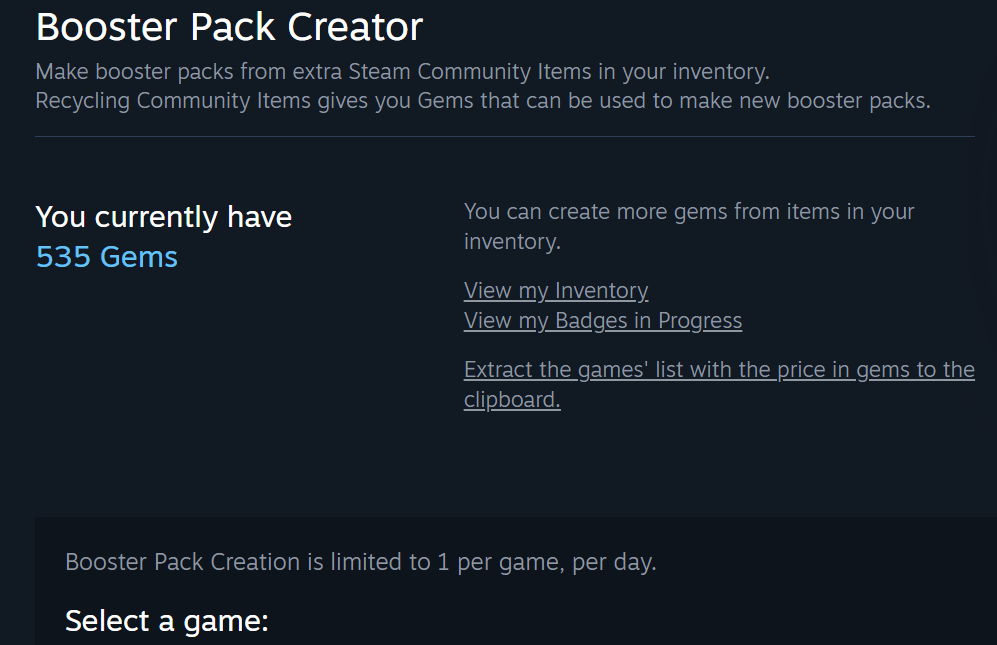 Booster Pack Creator
Make booster packs from extra Steam Community Items in your inventory.
Recycling Community Items gives you Gems that can be used to make new booster packs.
You currently have
535 Gems
You can create more gems from items in your
inventory.
View my Inventory
View my Badges in Progress
Extract the games' list with the price in gems to the
clipboard.
Booster Pack Creation is limited to 1 per game, per day.
Select a game: